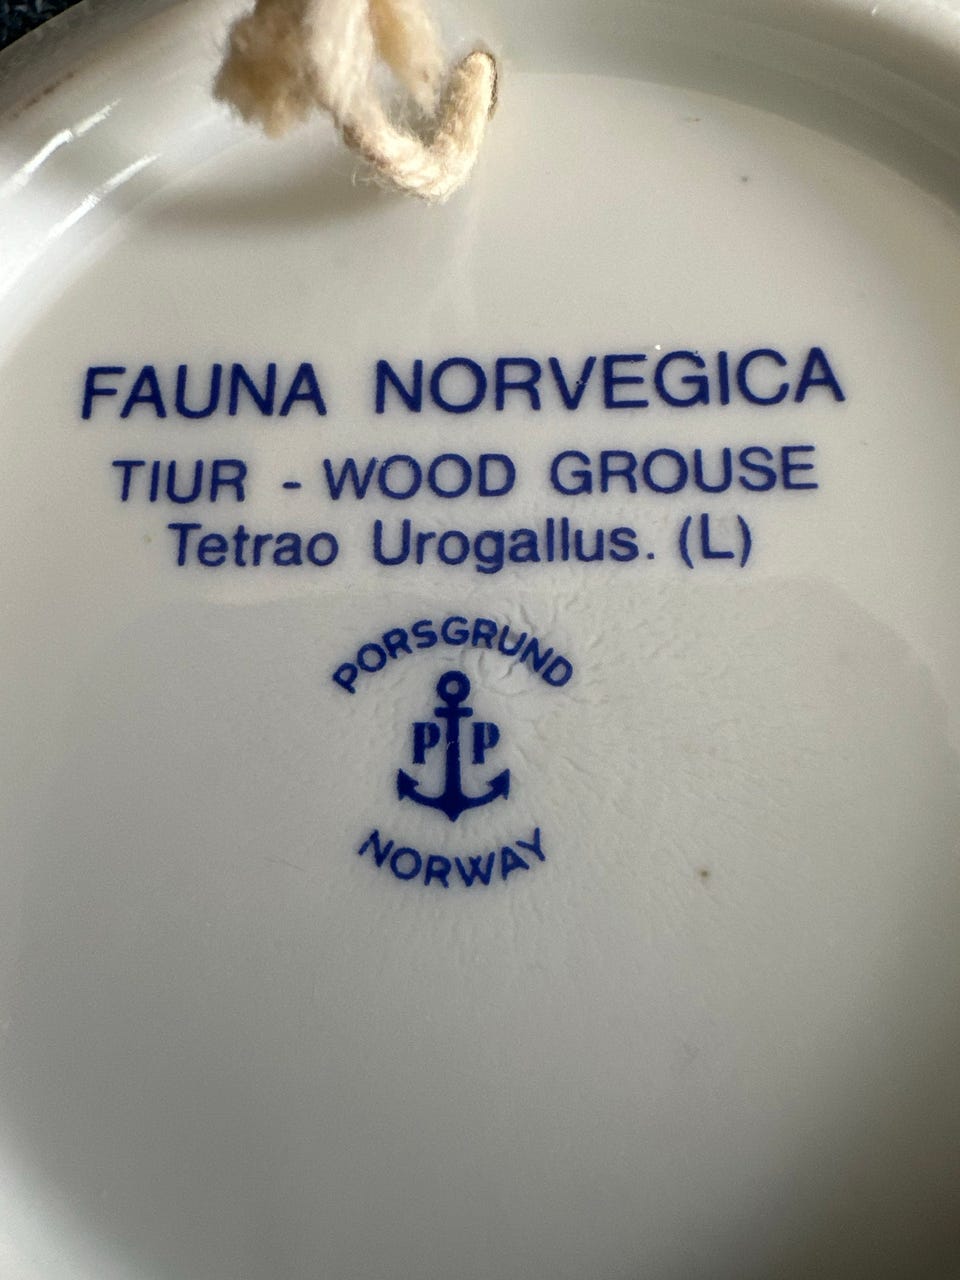 FAUNA NORVEGICA
TIUR - WOOD GROUSE
Tetrao Urogallus. (L)
PORSGRUND
P P
NORWAY